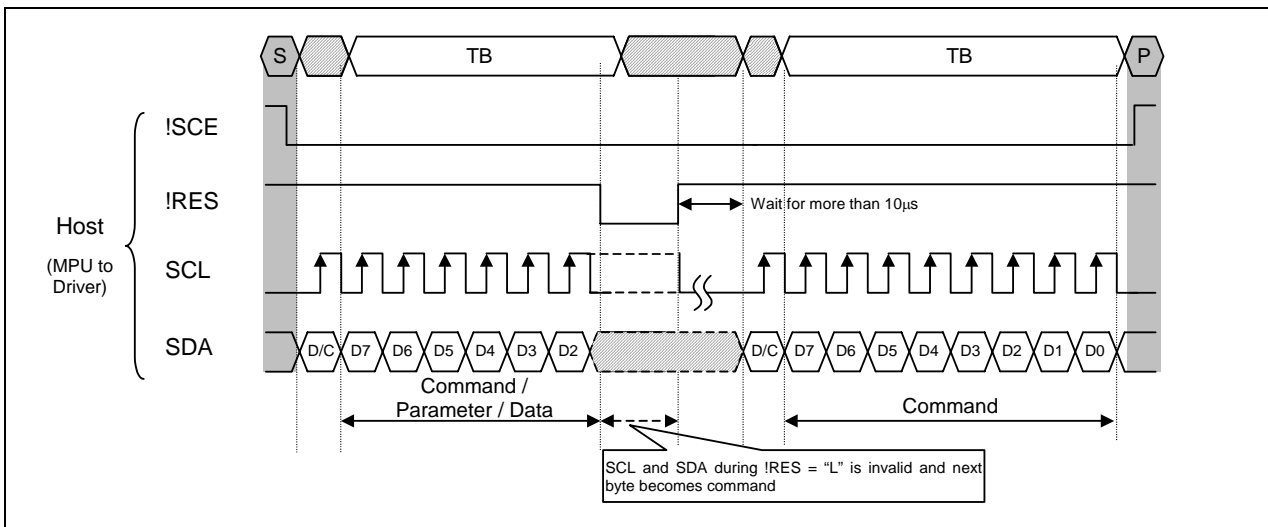 S TB TB P
!SCE
!RES
Wait for more than 10µs
Host
(MPU to
Driver)
SCL
SDA
D/C D7 D6 D5 D4 D3 D2 D/C D7 D6 D5 D4 D3 D2 D1 D0
Command /
Parameter / Data
Command
SCL and SDA during !RES = “L” is invalid and next
byte becomes command